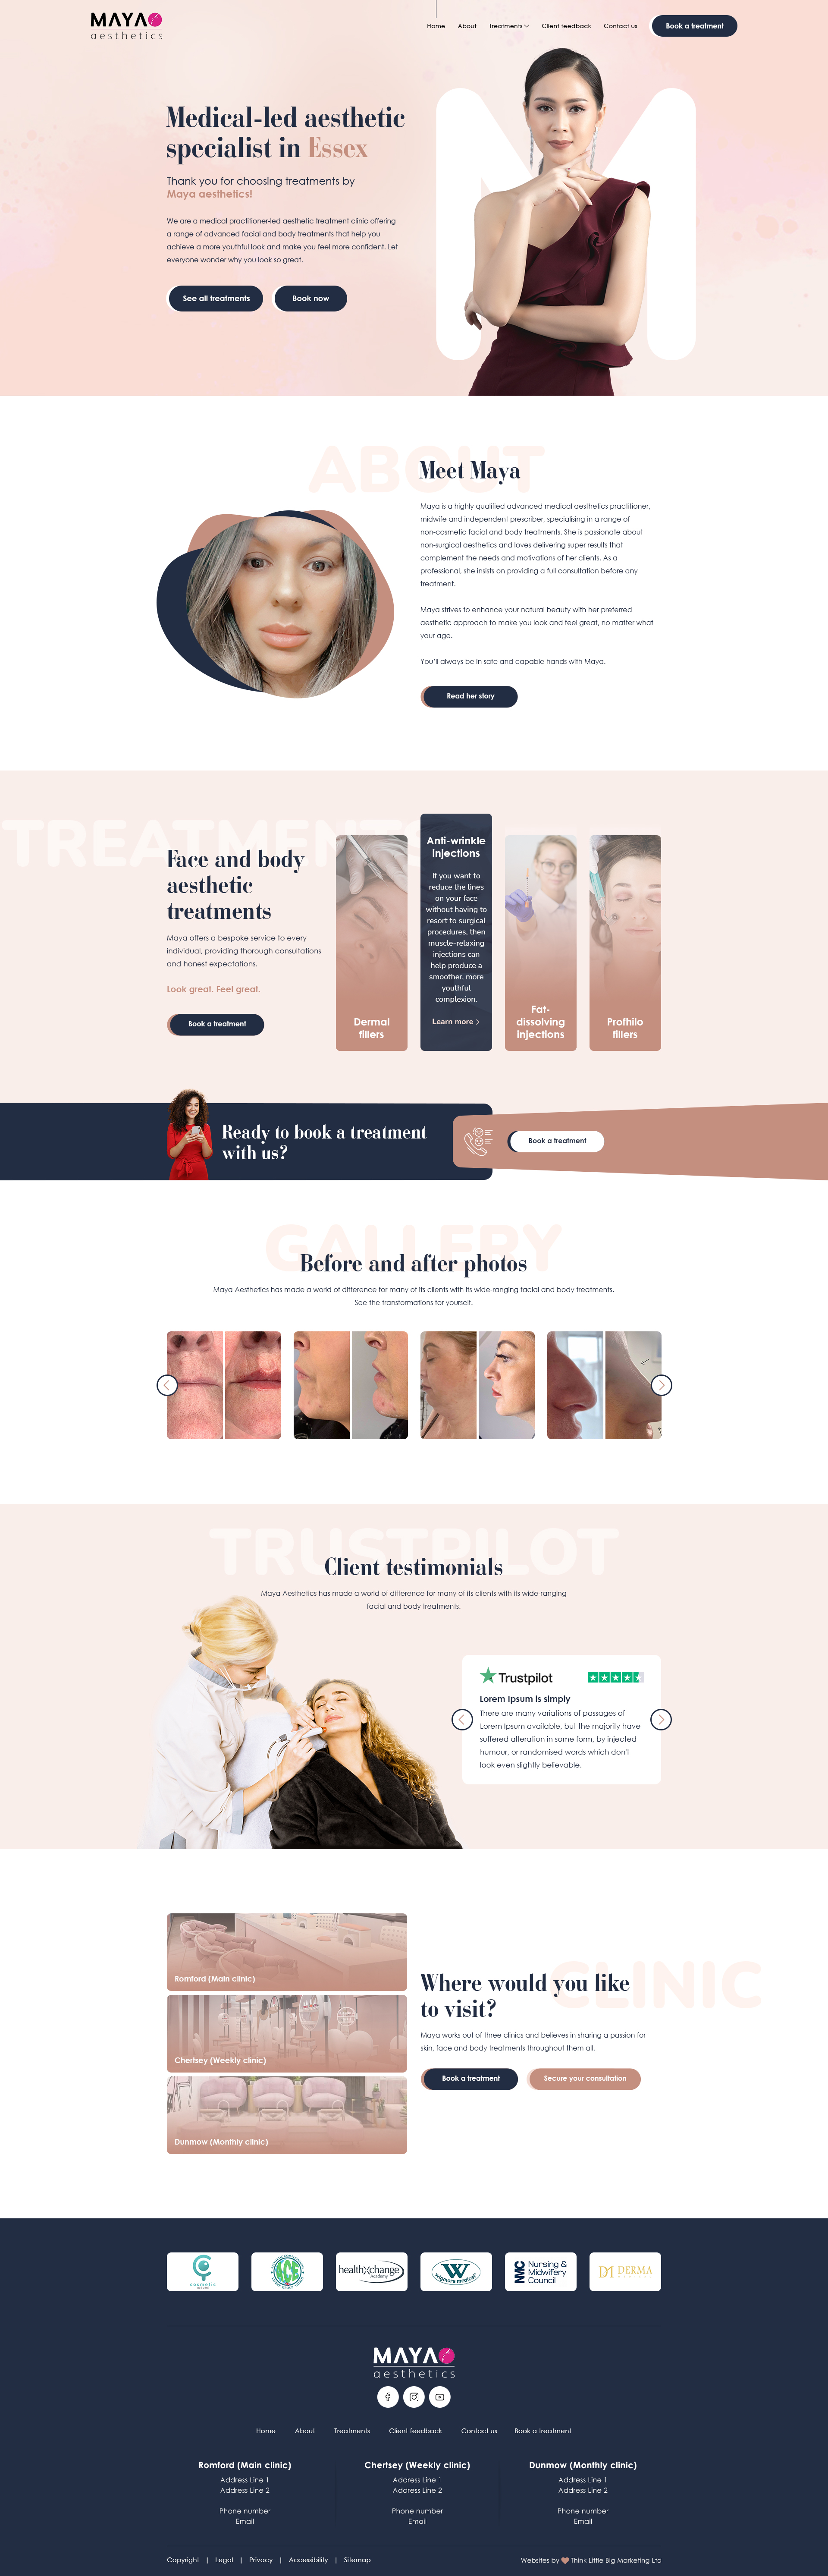 MAYA
aesthetics
Home About Treatments Client feedback Contact us Book a treatment
Medical-led aesthetic
specialist in Essex
Thank you for choosing treatments by
Maya aesthetics!
We are a medical practitioner-led aesthetic treatment clinic offering
a range of advanced facial and body treatments that help you
achieve a more youthful look and make you feel more confident. Let
everyone wonder why you look so great.
See all treatments Book now
ABOUT
Meet Maya
Maya is a highly qualified advanced medical aesthetics practitioner,
midwife and independent prescriber, specialising in a range of
non-cosmetic facial and body treatments. She is passionate about
non-surgical aesthetics and loves delivering super results that
complement the needs and motivations of her clients. As a
professional, she insists on providing a full consultation before any
treatment.
Maya strives to enhance your natural beauty with her preferred
aesthetic approach to make you look and feel great, no matter what
your age.
You'll always be in safe and capable hands with Maya.
Read her story
TREATMENTS
Face and body
aesthetic
treatments
Maya offers a bespoke service to every
individual, providing thorough consultations
and honest expectations.
Look great. Feel great.
Book a treatment
Dermal
fillers
Anti-wrinkle
injections
If you want to
reduce the lines
on your face
without having to
resort to surgical
procedures, then
muscle-relaxing
injections can
help produce a
smoother, more
youthful
complexion.
Learn more
Fat-
dissolving
injections
Profhilo
fillers
Ready to book a treatment
with us?
Book a treatment
GALLERY
Before and after photos
Maya Aesthetics has made a world of difference for many of its clients with its wide-ranging facial and body treatments.
See the transformations for yourself.
TRUSTPILOT
Client testimonials
Maya Aesthetics has made a world of difference for many of its clients with its wide-ranging
facial and body treatments.
Trustpilot
Lorem Ipsum is simply
There are many variations of passages of
Lorem Ipsum available, but the majority have
suffered alteration in some form, by injected
humour, or randomised words which don't
look even slightly believable.
Romford (Main clinic)
Chertsey (Weekly clinic)
Dunmow (Monthly clinic)
CLINIC
Where would you like
to visit?
Maya works out of three clinics and believes in sharing a passion for
skin, face and body treatments throughout them all.
Book a treatment Secure your consultation
cosmetic
ACE
healthXchange
Academy
W
wigmore medical
NMC Nursing &
Midwifery
Council
DERMA
MAYA
aesthetics
Home About Treatments Client feedback Contact us Book a treatment
Romford (Main clinic)
Address Line 1
Address Line 2
Phone number
Email
Chertsey (Weekly clinic)
Address Line 1
Address Line 2
Phone number
Email
Dunmow (Monthly clinic)
Address Line 1
Address Line 2
Phone number
Email
Copyright | Legal | Privacy | Accessibility | Sitemap
Websites by Think Little Big Marketing Ltd